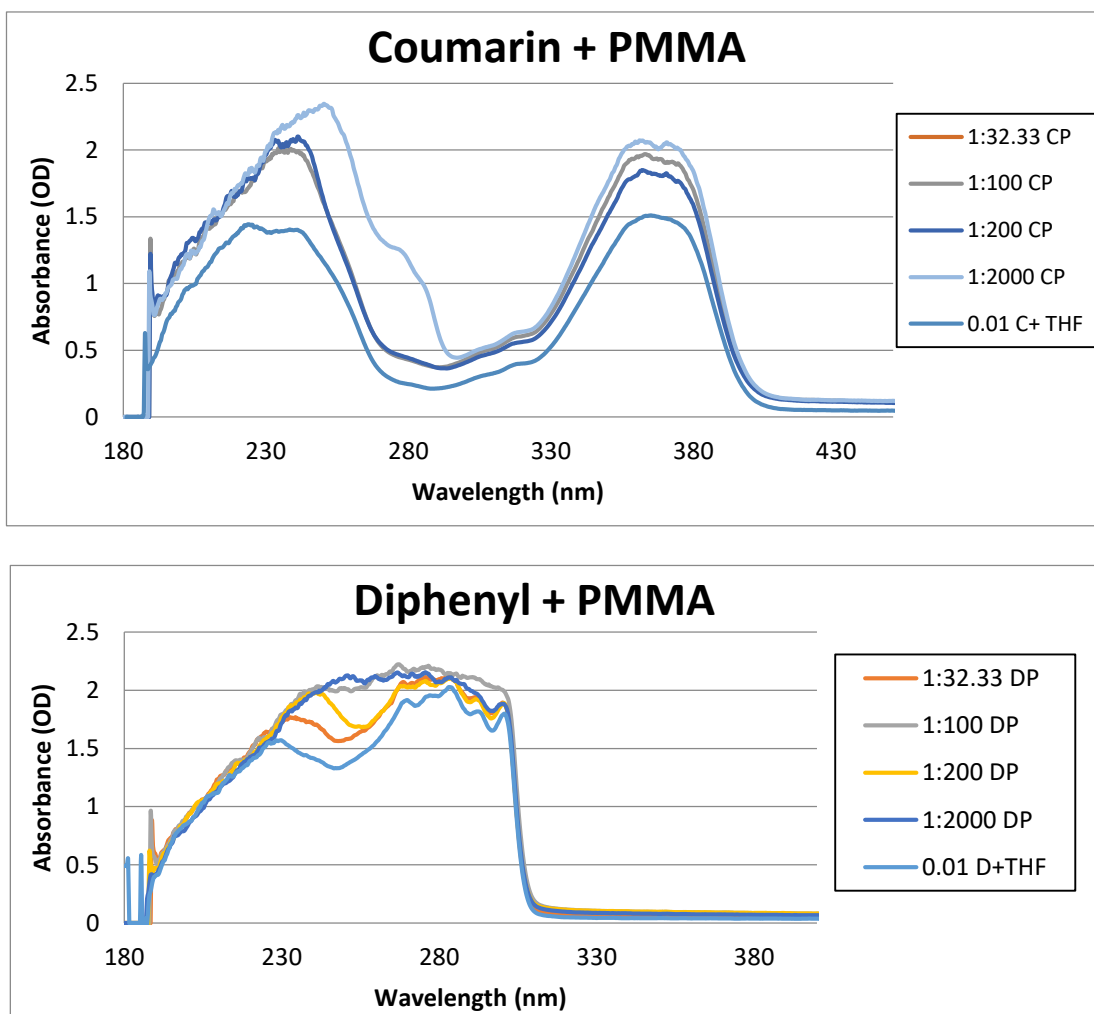 Coumarin + PMMA
2.5
2
1.5
1
0.5
0
Absorbance (OD)
180 230 280 330 380 430
Wavelength (nm)
1:32.33 CP
1:100 CP
1:200 CP
1:2000 CP
0.01 C+ THF
Diphenyl + PMMA
2.5
2
1.5
1
0.5
0
Absorbance (OD)
180 230 280 330 380
Wavelength (nm)
1:32.33 DP
1:100 DP
1:200 DP
1:2000 DP
0.01 D+THF